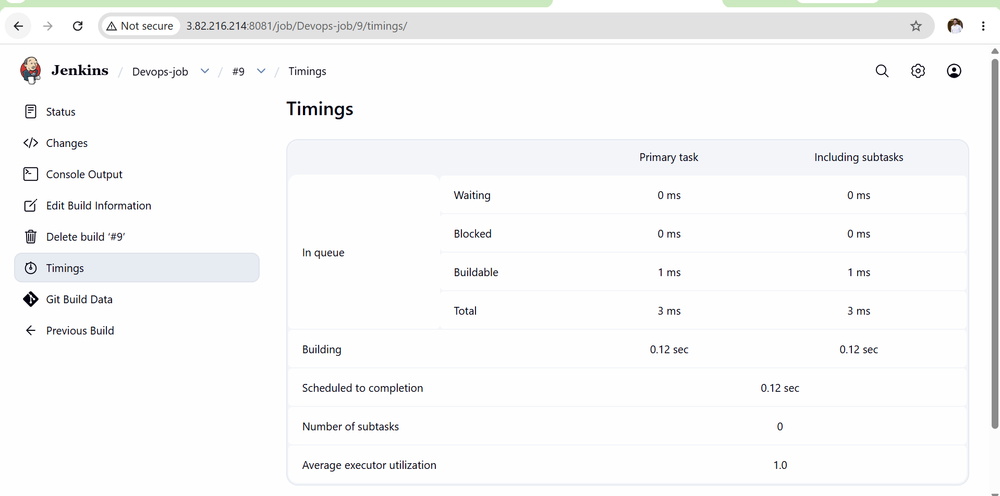 Not secure 3.82.216.214:8081/job/Devops-job/9/timings/
Jenkins / Devops-job / #9 / Timings
Status
Changes
Console Output
Edit Build Information
Delete build ‘#9’
Timings
Git Build Data
Previous Build
Timings
Primary task Including subtasks
In queue
Waiting 0 ms 0 ms
Blocked 0 ms 0 ms
Buildable 1 ms 1 ms
Total 3 ms 3 ms
Building 0.12 sec 0.12 sec
Scheduled to completion 0.12 sec
Number of subtasks 0
Average executor utilization 1.0